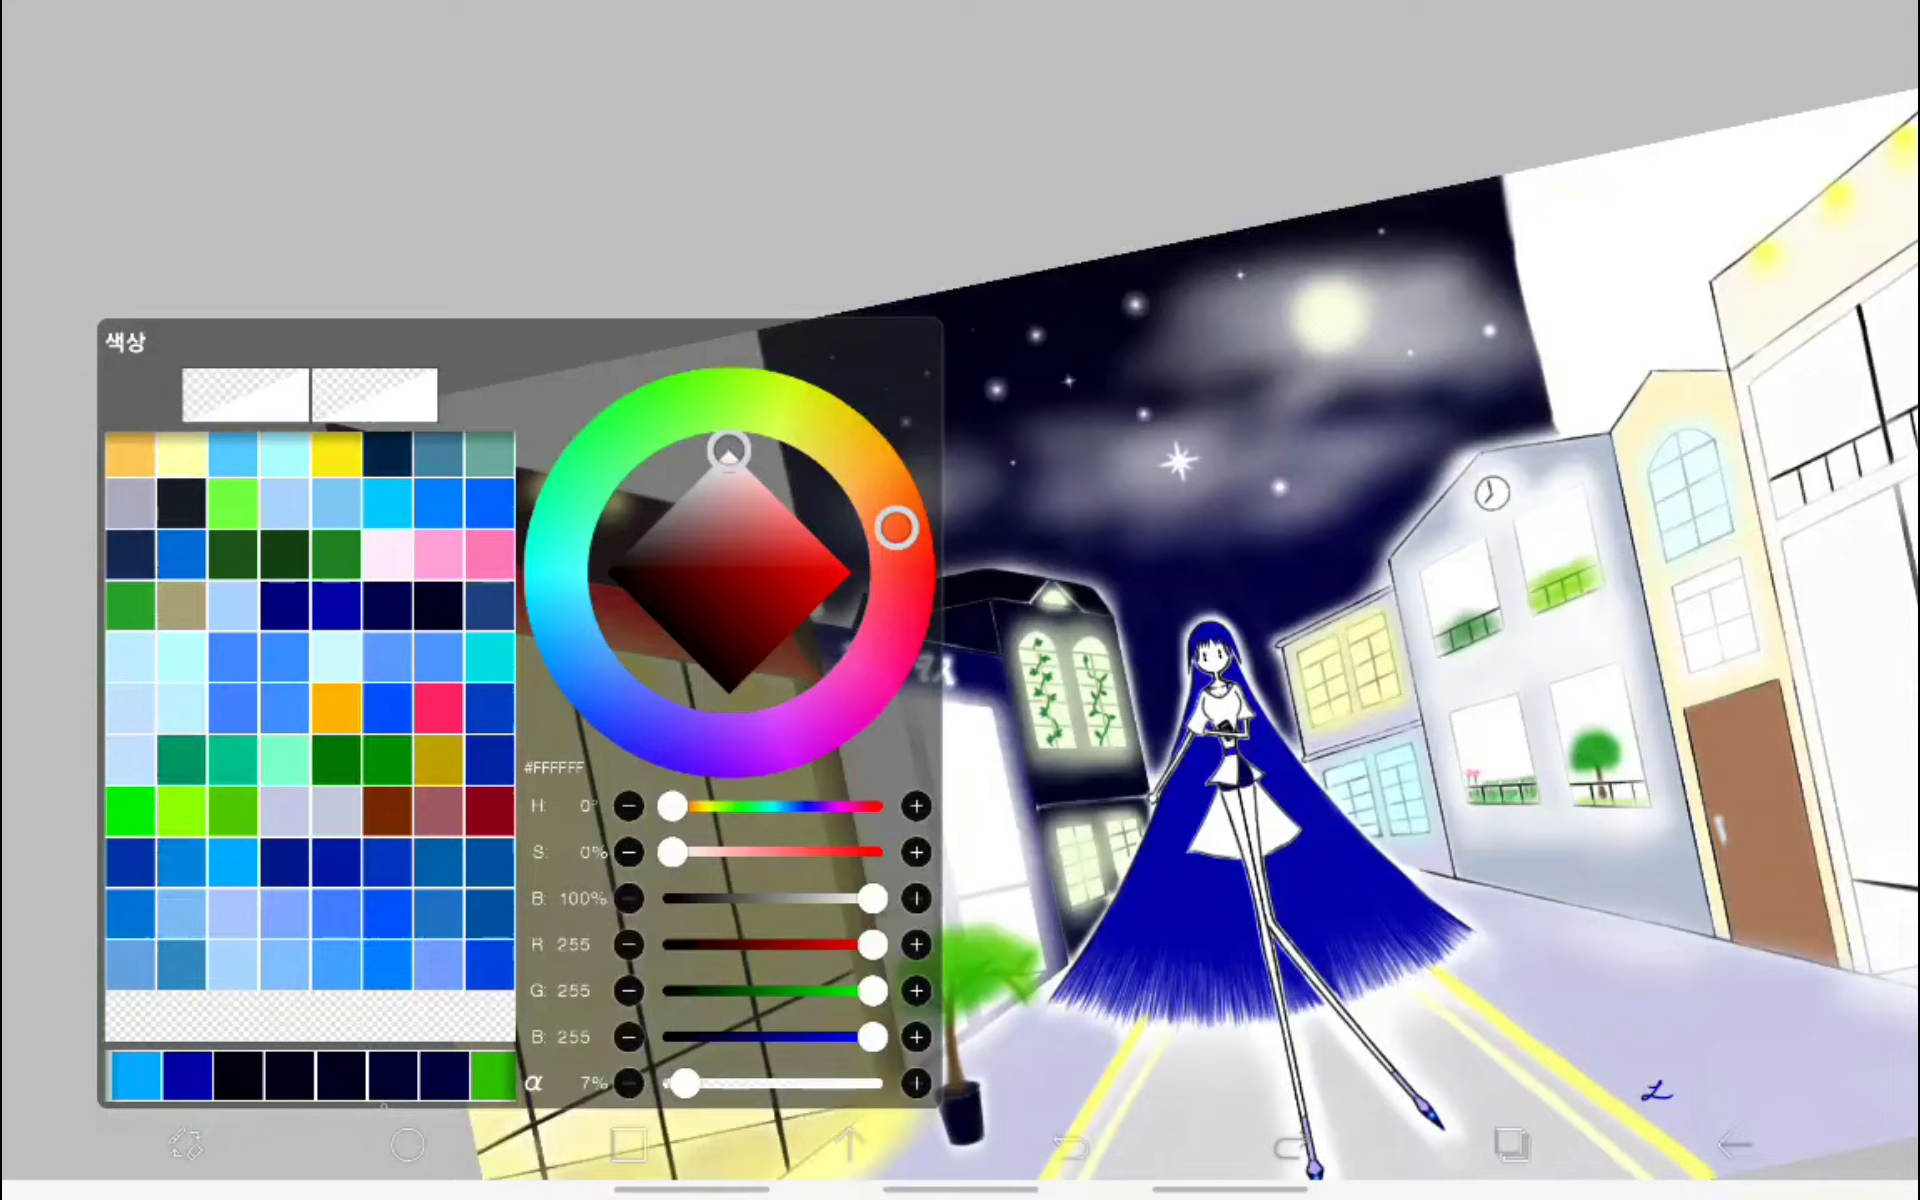 색상
#FFFFFF
H: 0°
S: 0%
B: 100%
R 255
G: 255
B: 255
α 7%
L